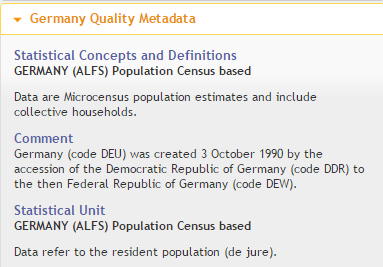 Germany Quality Metadata
Statistical Concepts and Definitions
GERMANY (ALFS) Population Census based
Data are Microcensus population estimates and include
collective households.
Comment
Germany (code DEU) was created 3 October 1990 by the
accession of the Democratic Republic of Germany (code DDR) to
the then Federal Republic of Germany (code DEW).
Statistical Unit
GERMANY (ALFS) Population Census based
Data refer to the resident population (de jure).